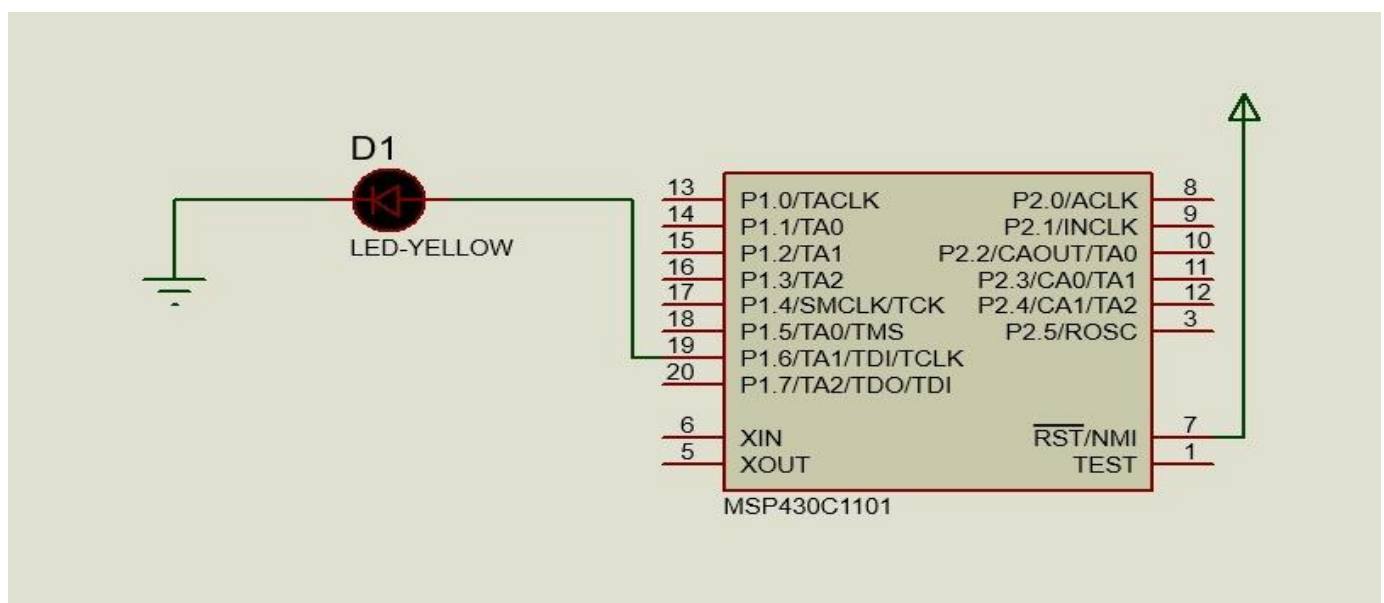 D1
LED-YELLOW
13 P1.0/TACLK P2.0/ACLK 8
14 P1.1/TA0 P2.1/INCLK 9
15 P1.2/TA1 P2.2/CAOUT/TA0 10
16 P1.3/TA2 P2.3/CA0/TA1 11
17 P1.4/SMCLK/TCK P2.4/CA1/TA2 12
18 P1.5/TA0/TMS P2.5/ROSC 3
19 P1.6/TA1/TDI/TCLK
20 P1.7/TA2/TDO/TDI
6 XIN RST/NMI 7
5 XOUT TEST 1
MSP430C1101